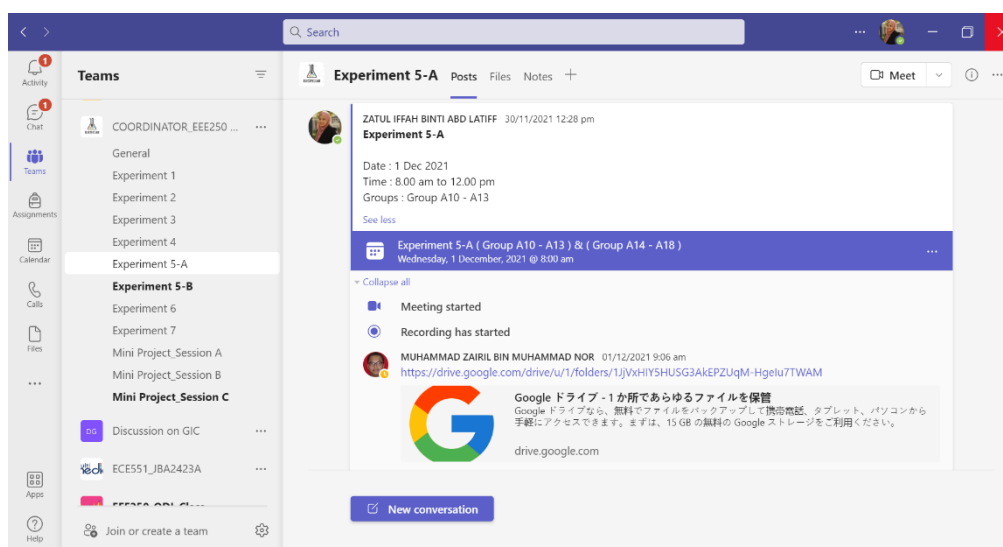 Search
1
Activity
1
Chat
Teams
Assignments
Calendar
Calls
Files
Apps
Help
Teams
COORDINATOR_EEE250 ...
General
Experiment 1
Experiment 2
Experiment 3
Experiment 4
Experiment 5-A
Experiment 5-B
Experiment 6
Experiment 7
Mini Project_Session A
Mini Project_Session B
Mini Project_Session C
DG Discussion on GIC
ECE551_JBA2423A
Join or create a team
Experiment 5-A Posts Files Notes
Meet
ZATUL IFFAH BINTI ABD LATIFF 30/11/2021 12:28 pm
Experiment 5-A
Date : 1 Dec 2021
Time : 8.00 am to 12.00 pm
Groups : Group A10 - A13
See less
Experiment 5-A ( Group A10 - A13 ) & ( Group A14 - A18 )
Wednesday, 1 December, 2021 @ 8:00 am
Collapse all
Meeting started
Recording has started
MUHAMMAD ZAIRIL BIN MUHAMMAD NOR 01/12/2021 9:06 am
https://drive.google.com/drive/u/1/folders/1JjVxHIY5HUSG3AkEPZUqM-HgeIu7TWAM
Google ドライブ - 1 か所であらゆるファイルを保管
Google ドライブなら、無料でファイルをバックアップして携帯電話、タブレット、パソコンから
手軽にアクセスできます。まずは、15 GB の無料の Google ストレージをご利用ください。
drive.google.com
New conversation